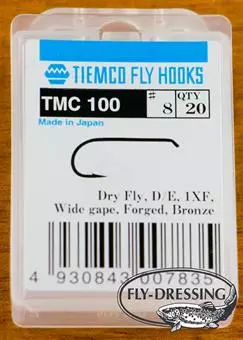 TIEMCO FLY HOOKS
TMC 100
# QTY
8 20
Made in Japan
Dry Fly, D/E, 1XF,
Wide gape, Forged, Bronze
4 930843 007835
FLY-DRESSING